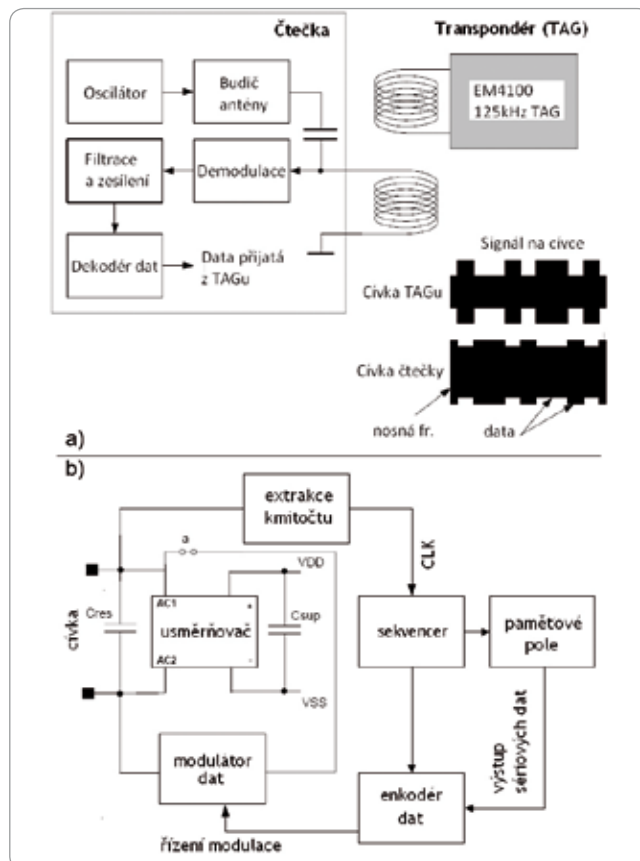 Čtečka
Transpondér (TAG)
Oscilátor
Budič
antény
EM4100
125kHz TAG
Filtrace
a zesílení
Demodulace
Dekodér dat
Data přijatá
z TAGu
Signál na cívce
Cívka TAGu
Cívka čtečky
nosná fr.
data
a)
b)
extrakce
kmitočtu
a
VDD
CLK
AC1
+
Cres
cívka
usměrňovač
Csup
AC2
-
VSS
sekvencer
pamětové
pole
modulátor
dat
výstup
sériových dat
enkodér
dat
řízení modulace